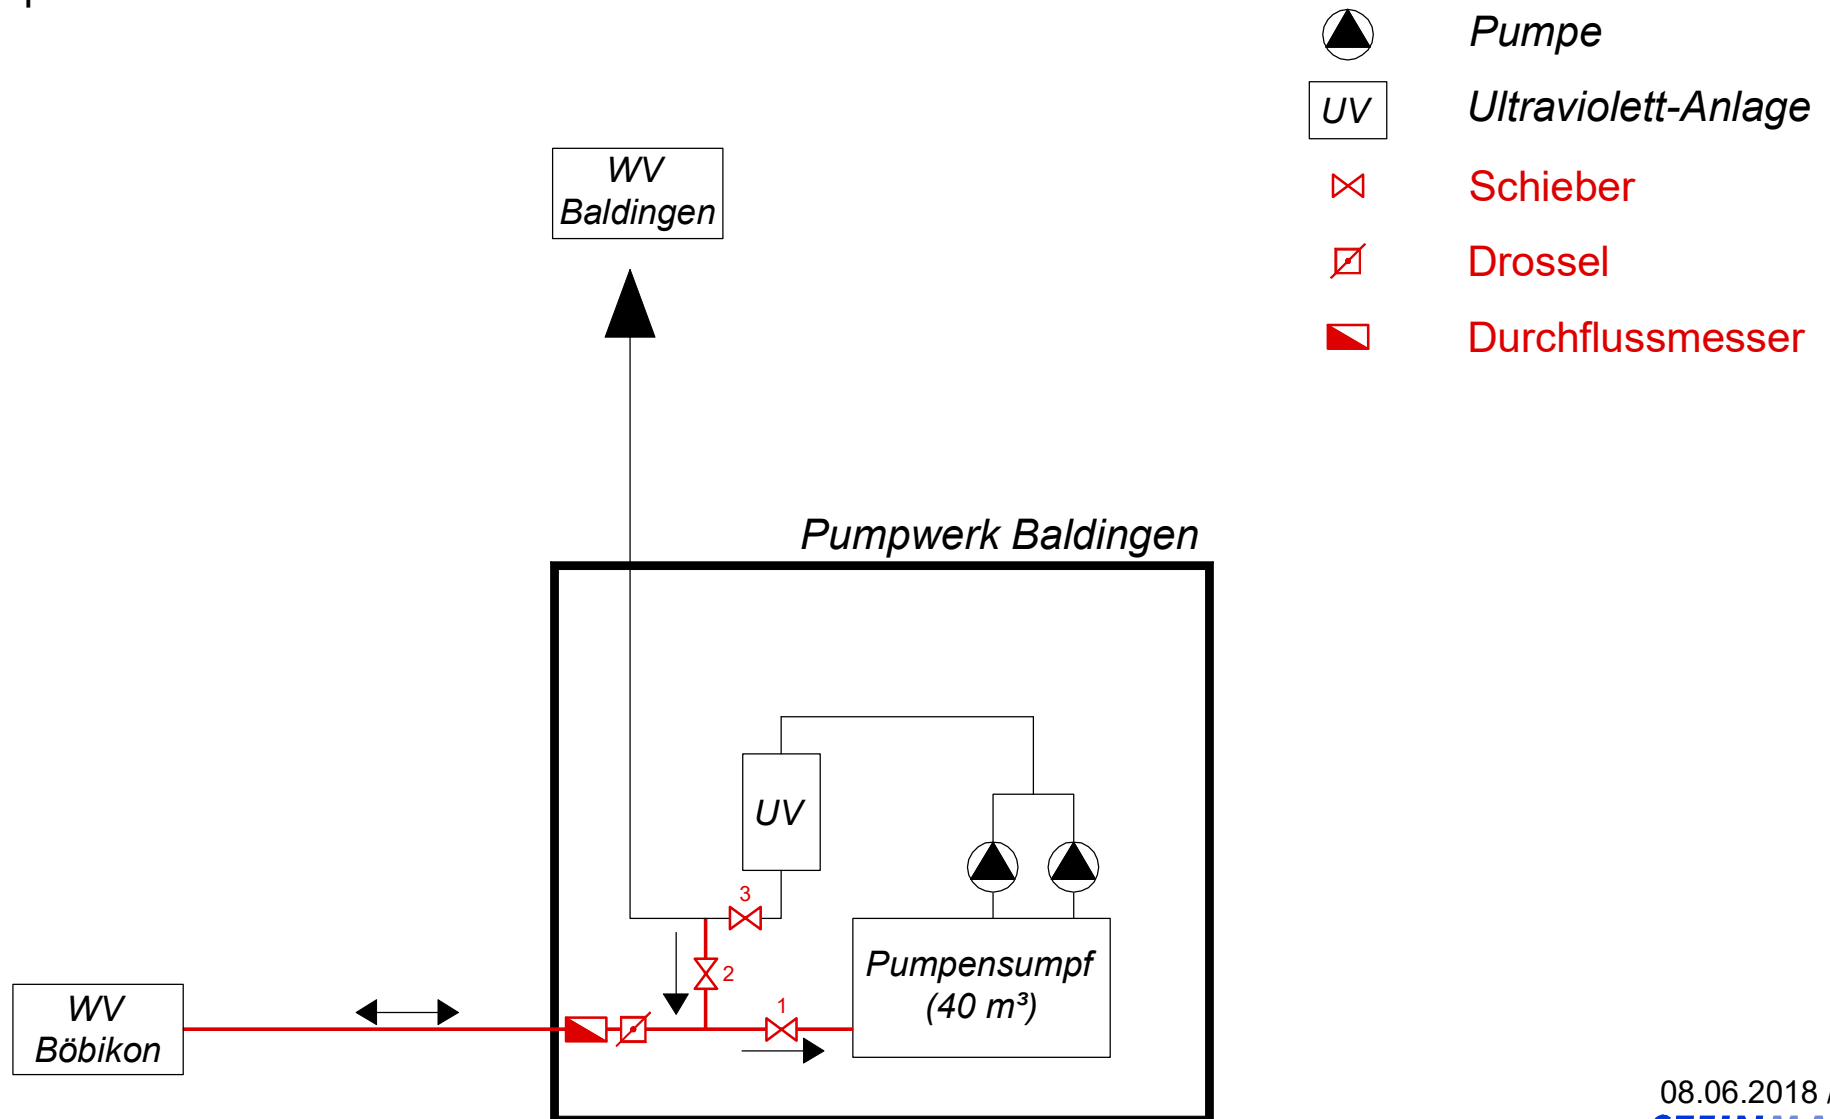 Pumpe
UV
Ultraviolett-Anlage
WV
Baldingen
Schieber
Drossel
Durchflussmesser
Pumpwerk Baldingen
UV
3
2
1
Pumpensumpf
(40 m³)
WV
Böbikon
08.06.2018 /